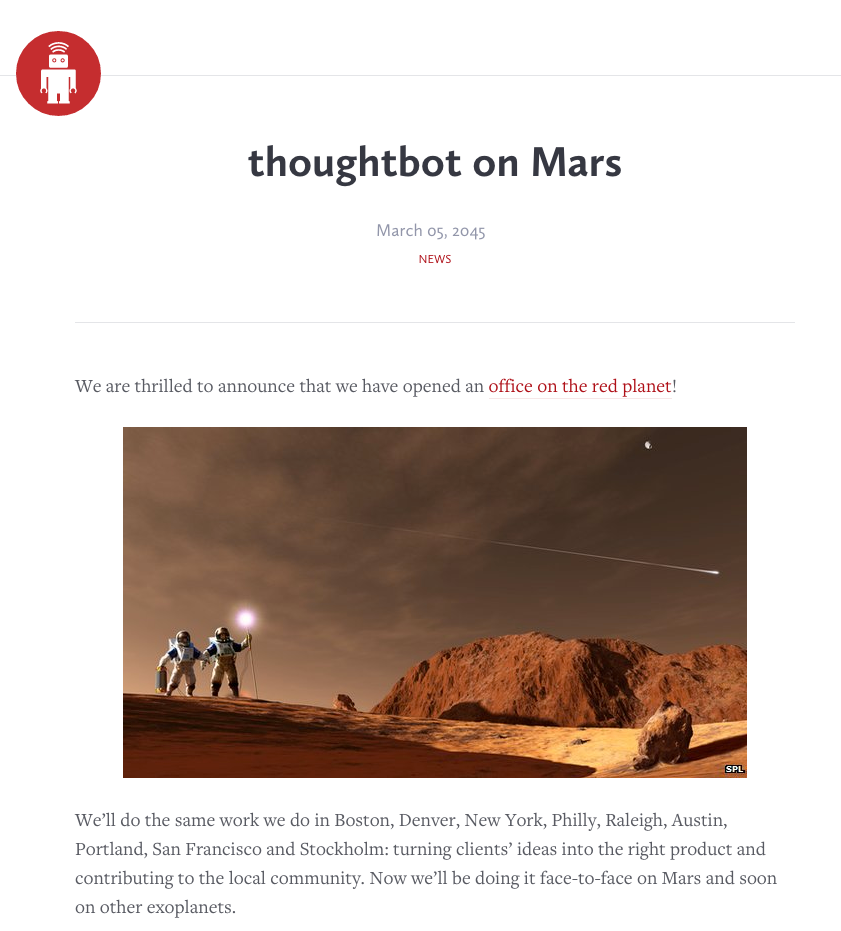 thoughtbot on Mars
March 05, 2045
NEWS
We are thrilled to announce that we have opened an office on the red planet!
SPL
We’ll do the same work we do in Boston, Denver, New York, Philly, Raleigh, Austin,
Portland, San Francisco and Stockholm: turning clients’ ideas into the right product and
contributing to the local community. Now we’ll be doing it face-to-face on Mars and soon
on other exoplanets.